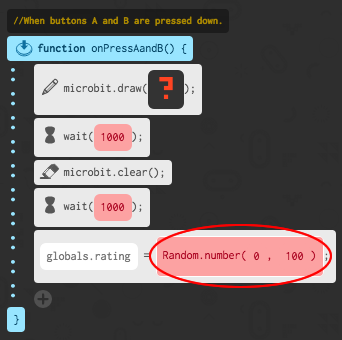 //When buttons A and B are pressed down.
function onPressAandB() {
microbit.draw(?);
wait(1000);
microbit.clear();
wait(1000);
globals.rating = Random.number( 0 , 100 ) ;
}